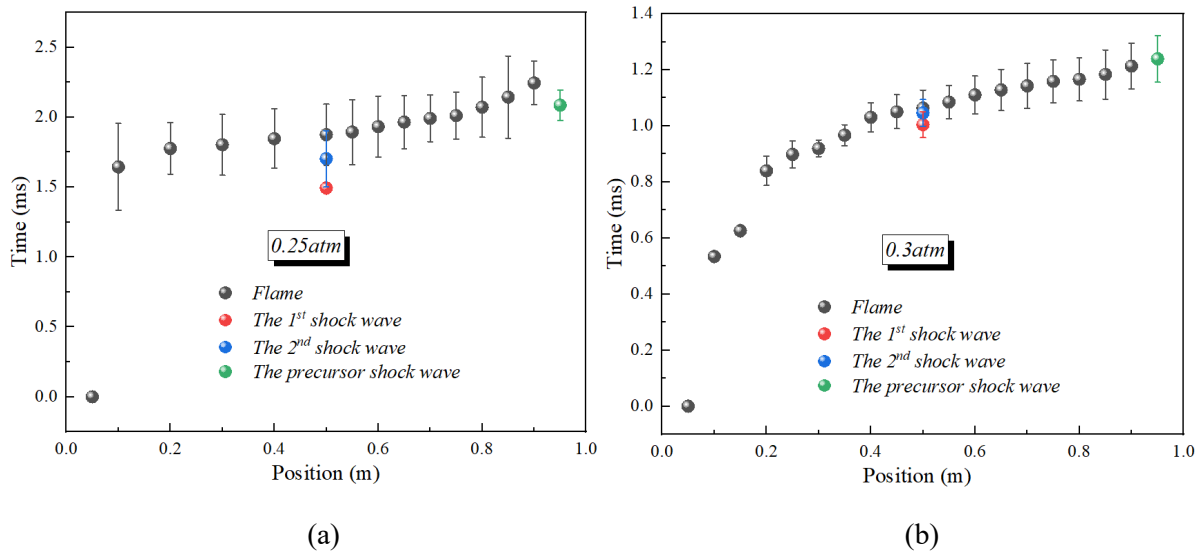 (a)
2.5
2.0
1.5
1.0
0.5
0.0
Time (ms)
0.25atm
Flame
The 1st shock wave
The 2nd shock wave
The precursor shock wave
0.0 0.2 0.4 0.6 0.8 1.0
Position (m)
(a)
(b)
1.4
1.2
1.0
0.8
0.6
0.4
0.2
0.0
Time (ms)
0.3atm
Flame
The 1st shock wave
The 2nd shock wave
The precursor shock wave
0.0 0.2 0.4 0.6 0.8 1.0
Position (m)
(b)